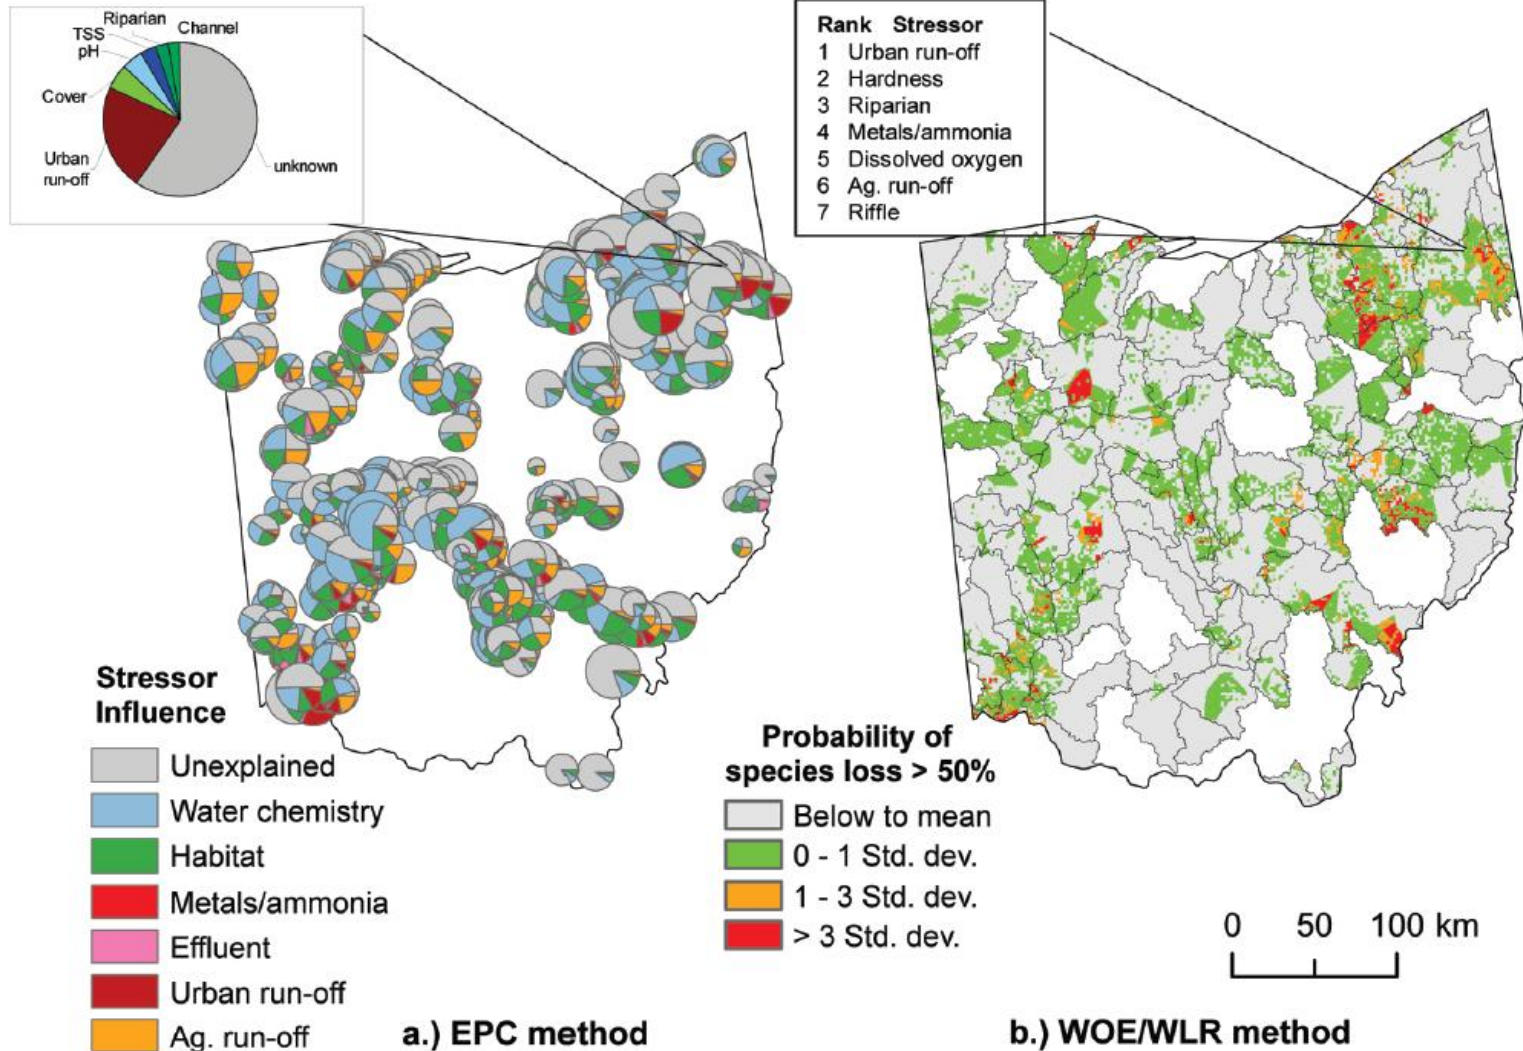 Riparian
Channel
TSS
pH
Cover
Urban
run-off
unknown
Rank Stressor
1 Urban run-off
2 Hardness
3 Riparian
4 Metals/ammonia
5 Dissolved oxygen
6 Ag. run-off
7 Riffle
Stressor
Influence
Unexplained
Water chemistry
Habitat
Metals/ammonia
Effluent
Urban run-off
Ag. run-off
a.) EPC method
Probability of
species loss > 50%
Below to mean
0 - 1 Std. dev.
1 - 3 Std. dev.
> 3 Std. dev.
0 50 100 km
b.) WOE/WLR method